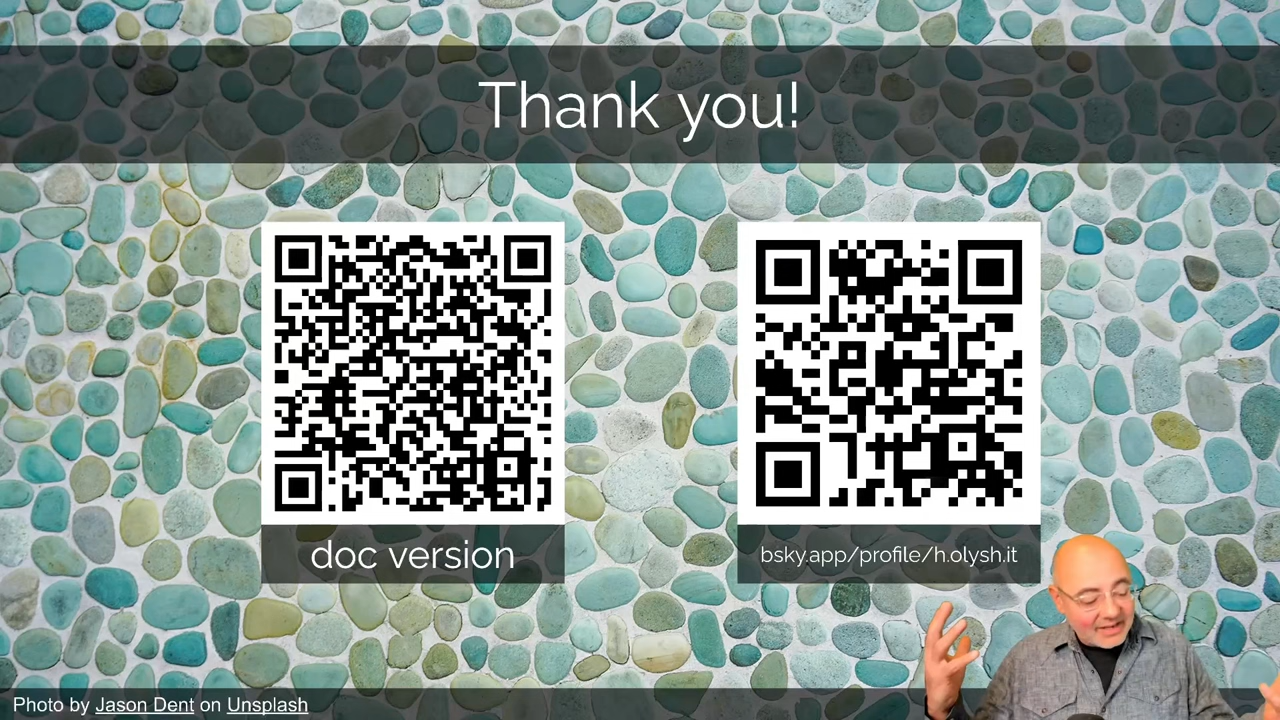 Thank you!
doc version
bsky.app/profile/h.olysh.it
Photo by Jason Dent on Unsplash